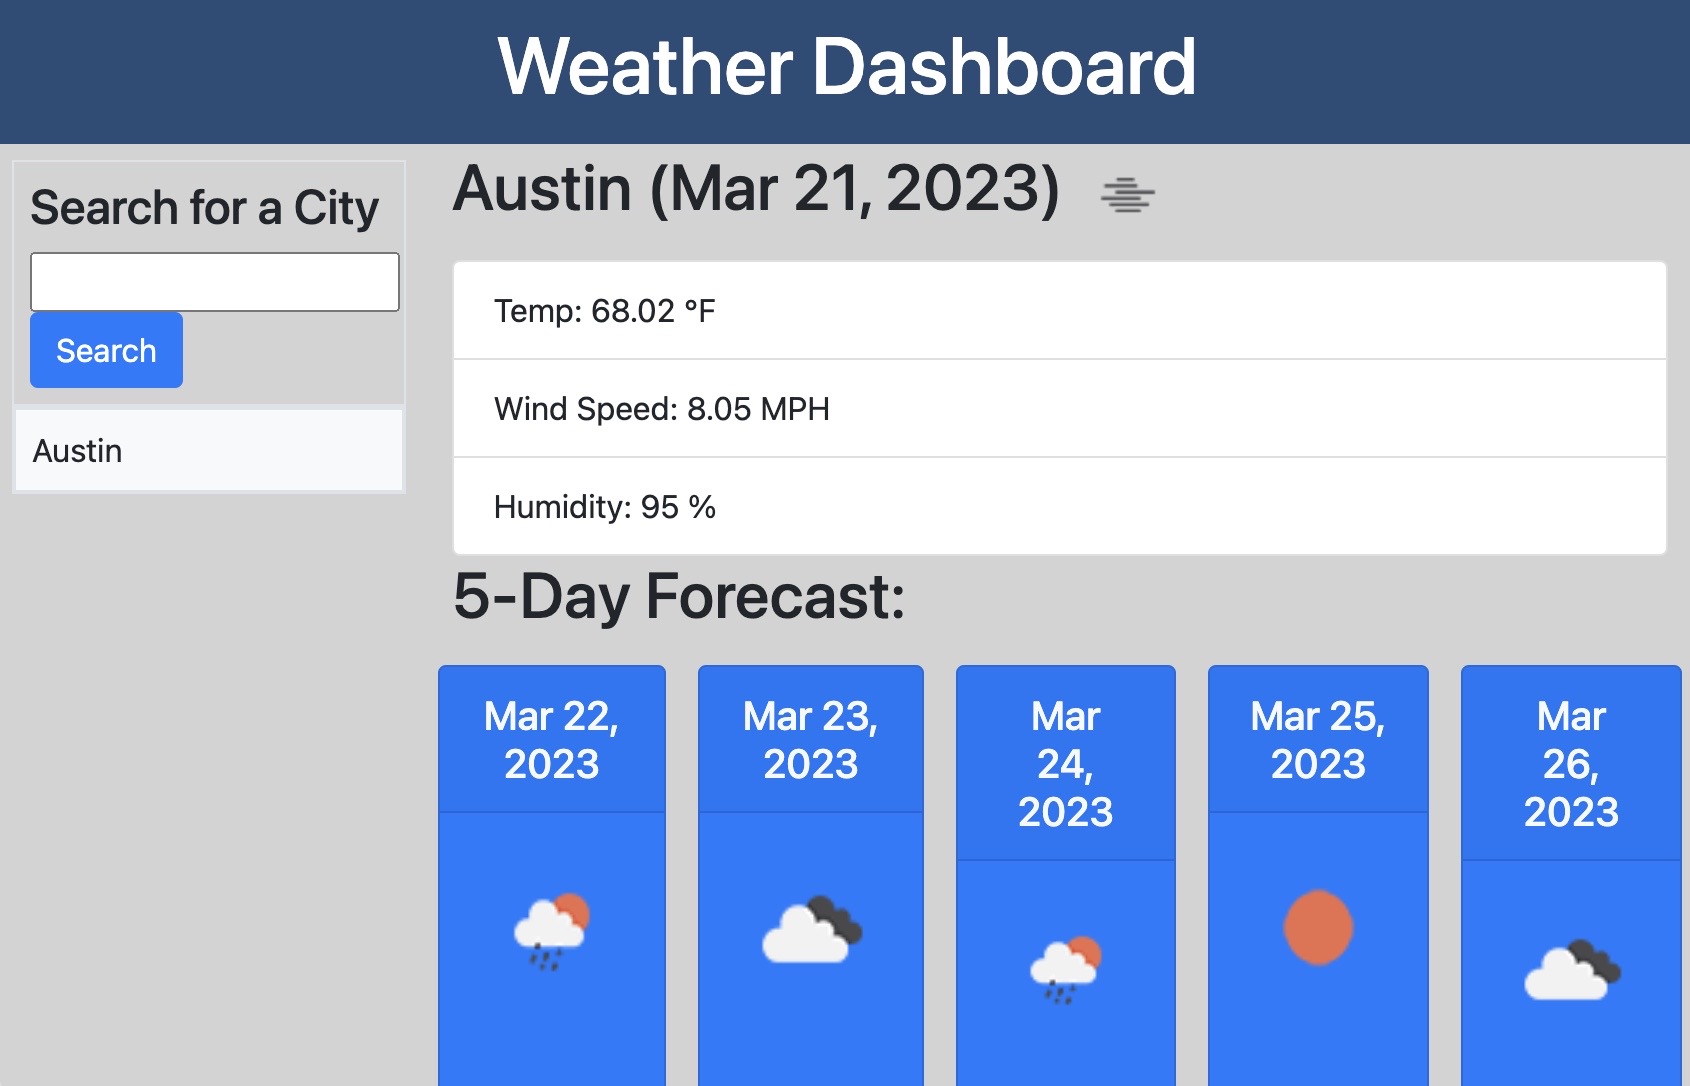 Weather Dashboard
Search for a City
Search
Austin
Austin (Mar 21, 2023)
Temp: 68.02 °F
Wind Speed: 8.05 MPH
Humidity: 95 %
5-Day Forecast:
Mar 22,
2023
Mar 23,
2023
Mar
24,
2023
Mar 25,
2023
Mar
26,
2023